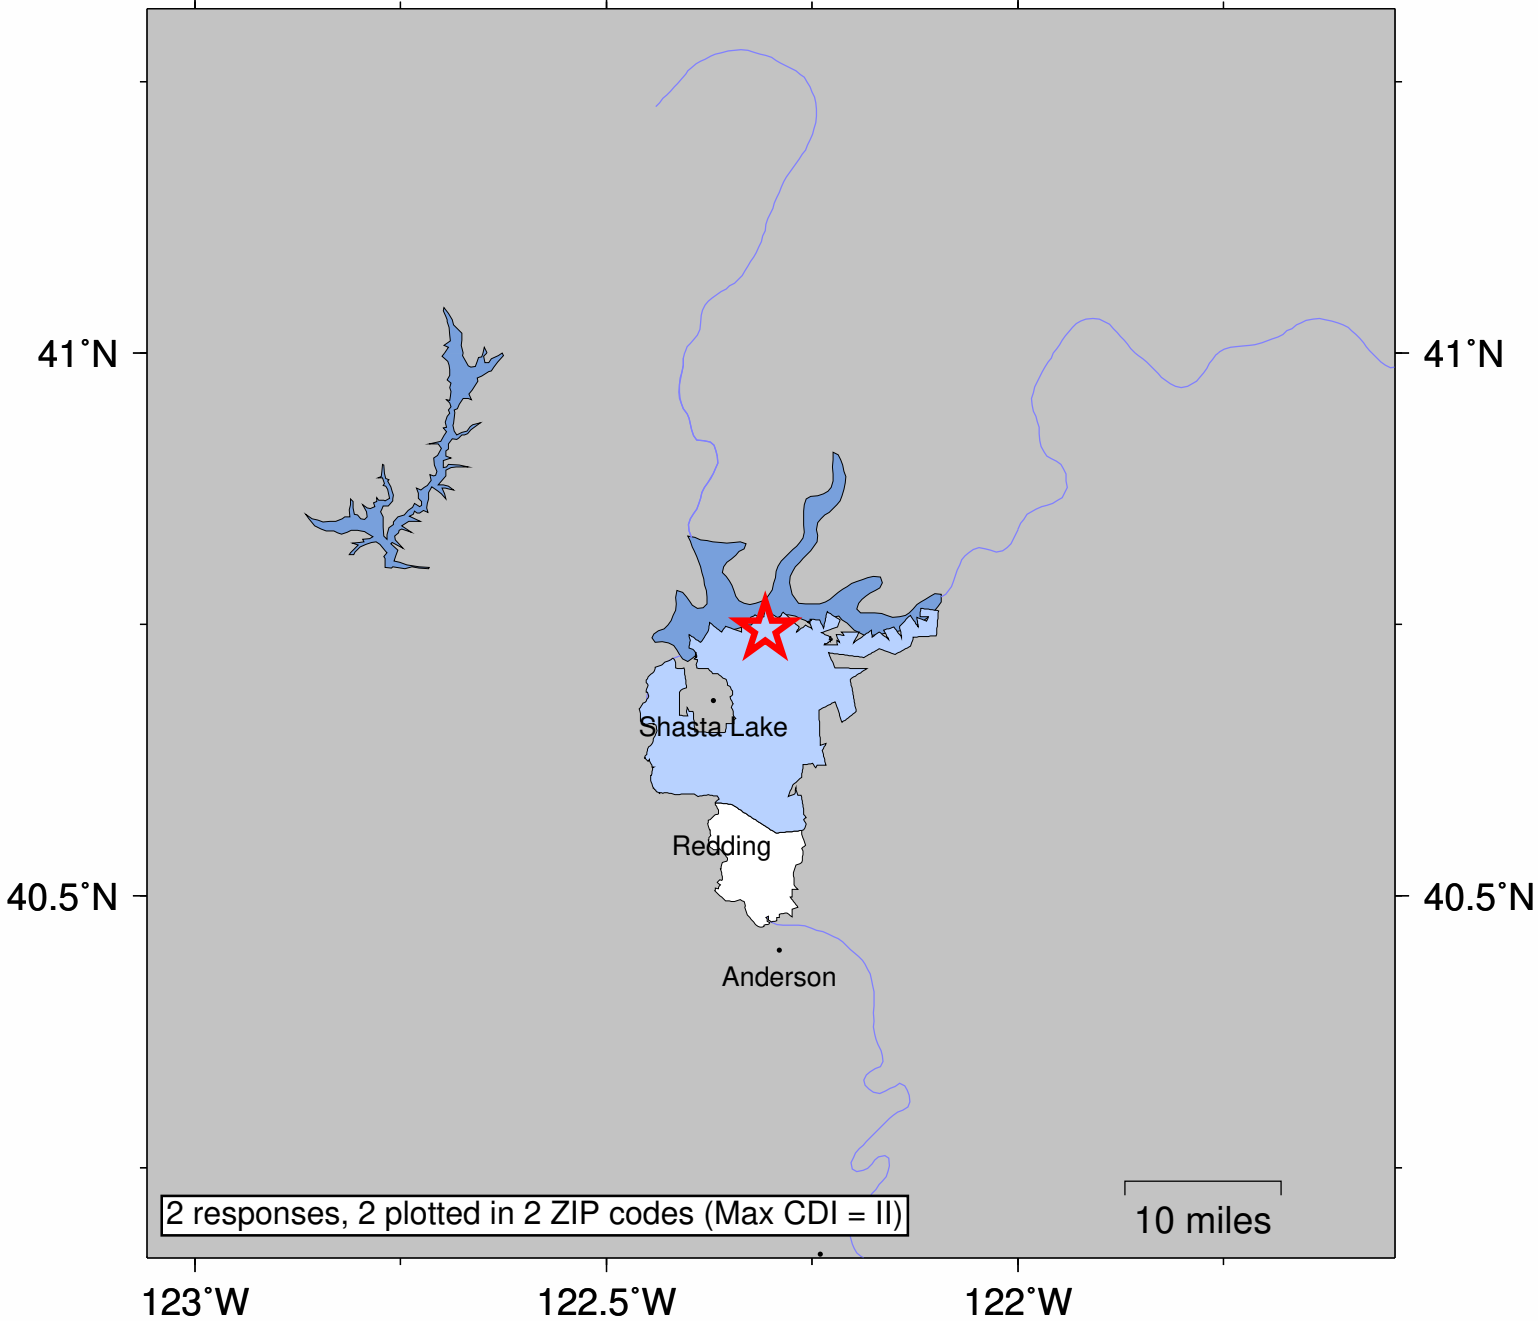 41˚N
41˚N
Shasta Lake
Redding
40.5˚N
40.5˚N
Anderson
2 responses, 2 plotted in 2 ZIP codes (Max CDI = II)
10 miles
123˚W
122.5˚W
122˚W